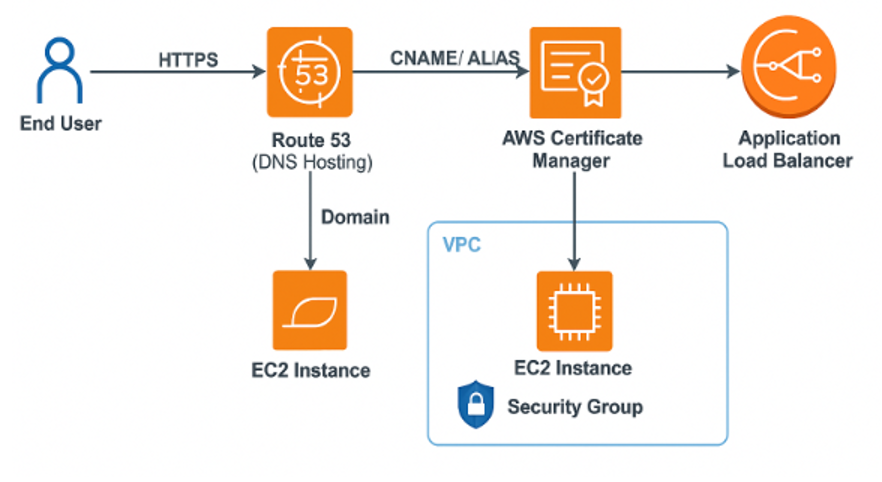 HTTPS
CNAME/ ALIAS
53
End User
Route 53
(DNS Hosting)
AWS Certificate
Manager
Application
Load Balancer
Domain
VPC
EC2 Instance
EC2 Instance
Security Group